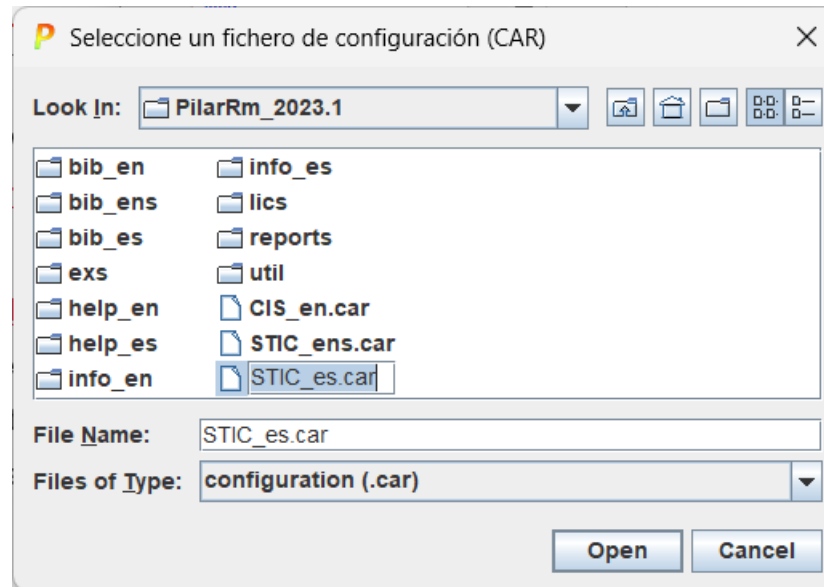 P Seleccione un fichero de configuración (CAR)
Look In: PilarRm_2023.1
bib_en info_es
bib_ens lics
bib_es reports
exs util
help_en CIS_en.car
help_es STIC_ens.car
info_en STIC_es.car
File Name: STIC_es.car
Files of Type: configuration (.car)
Open Cancel